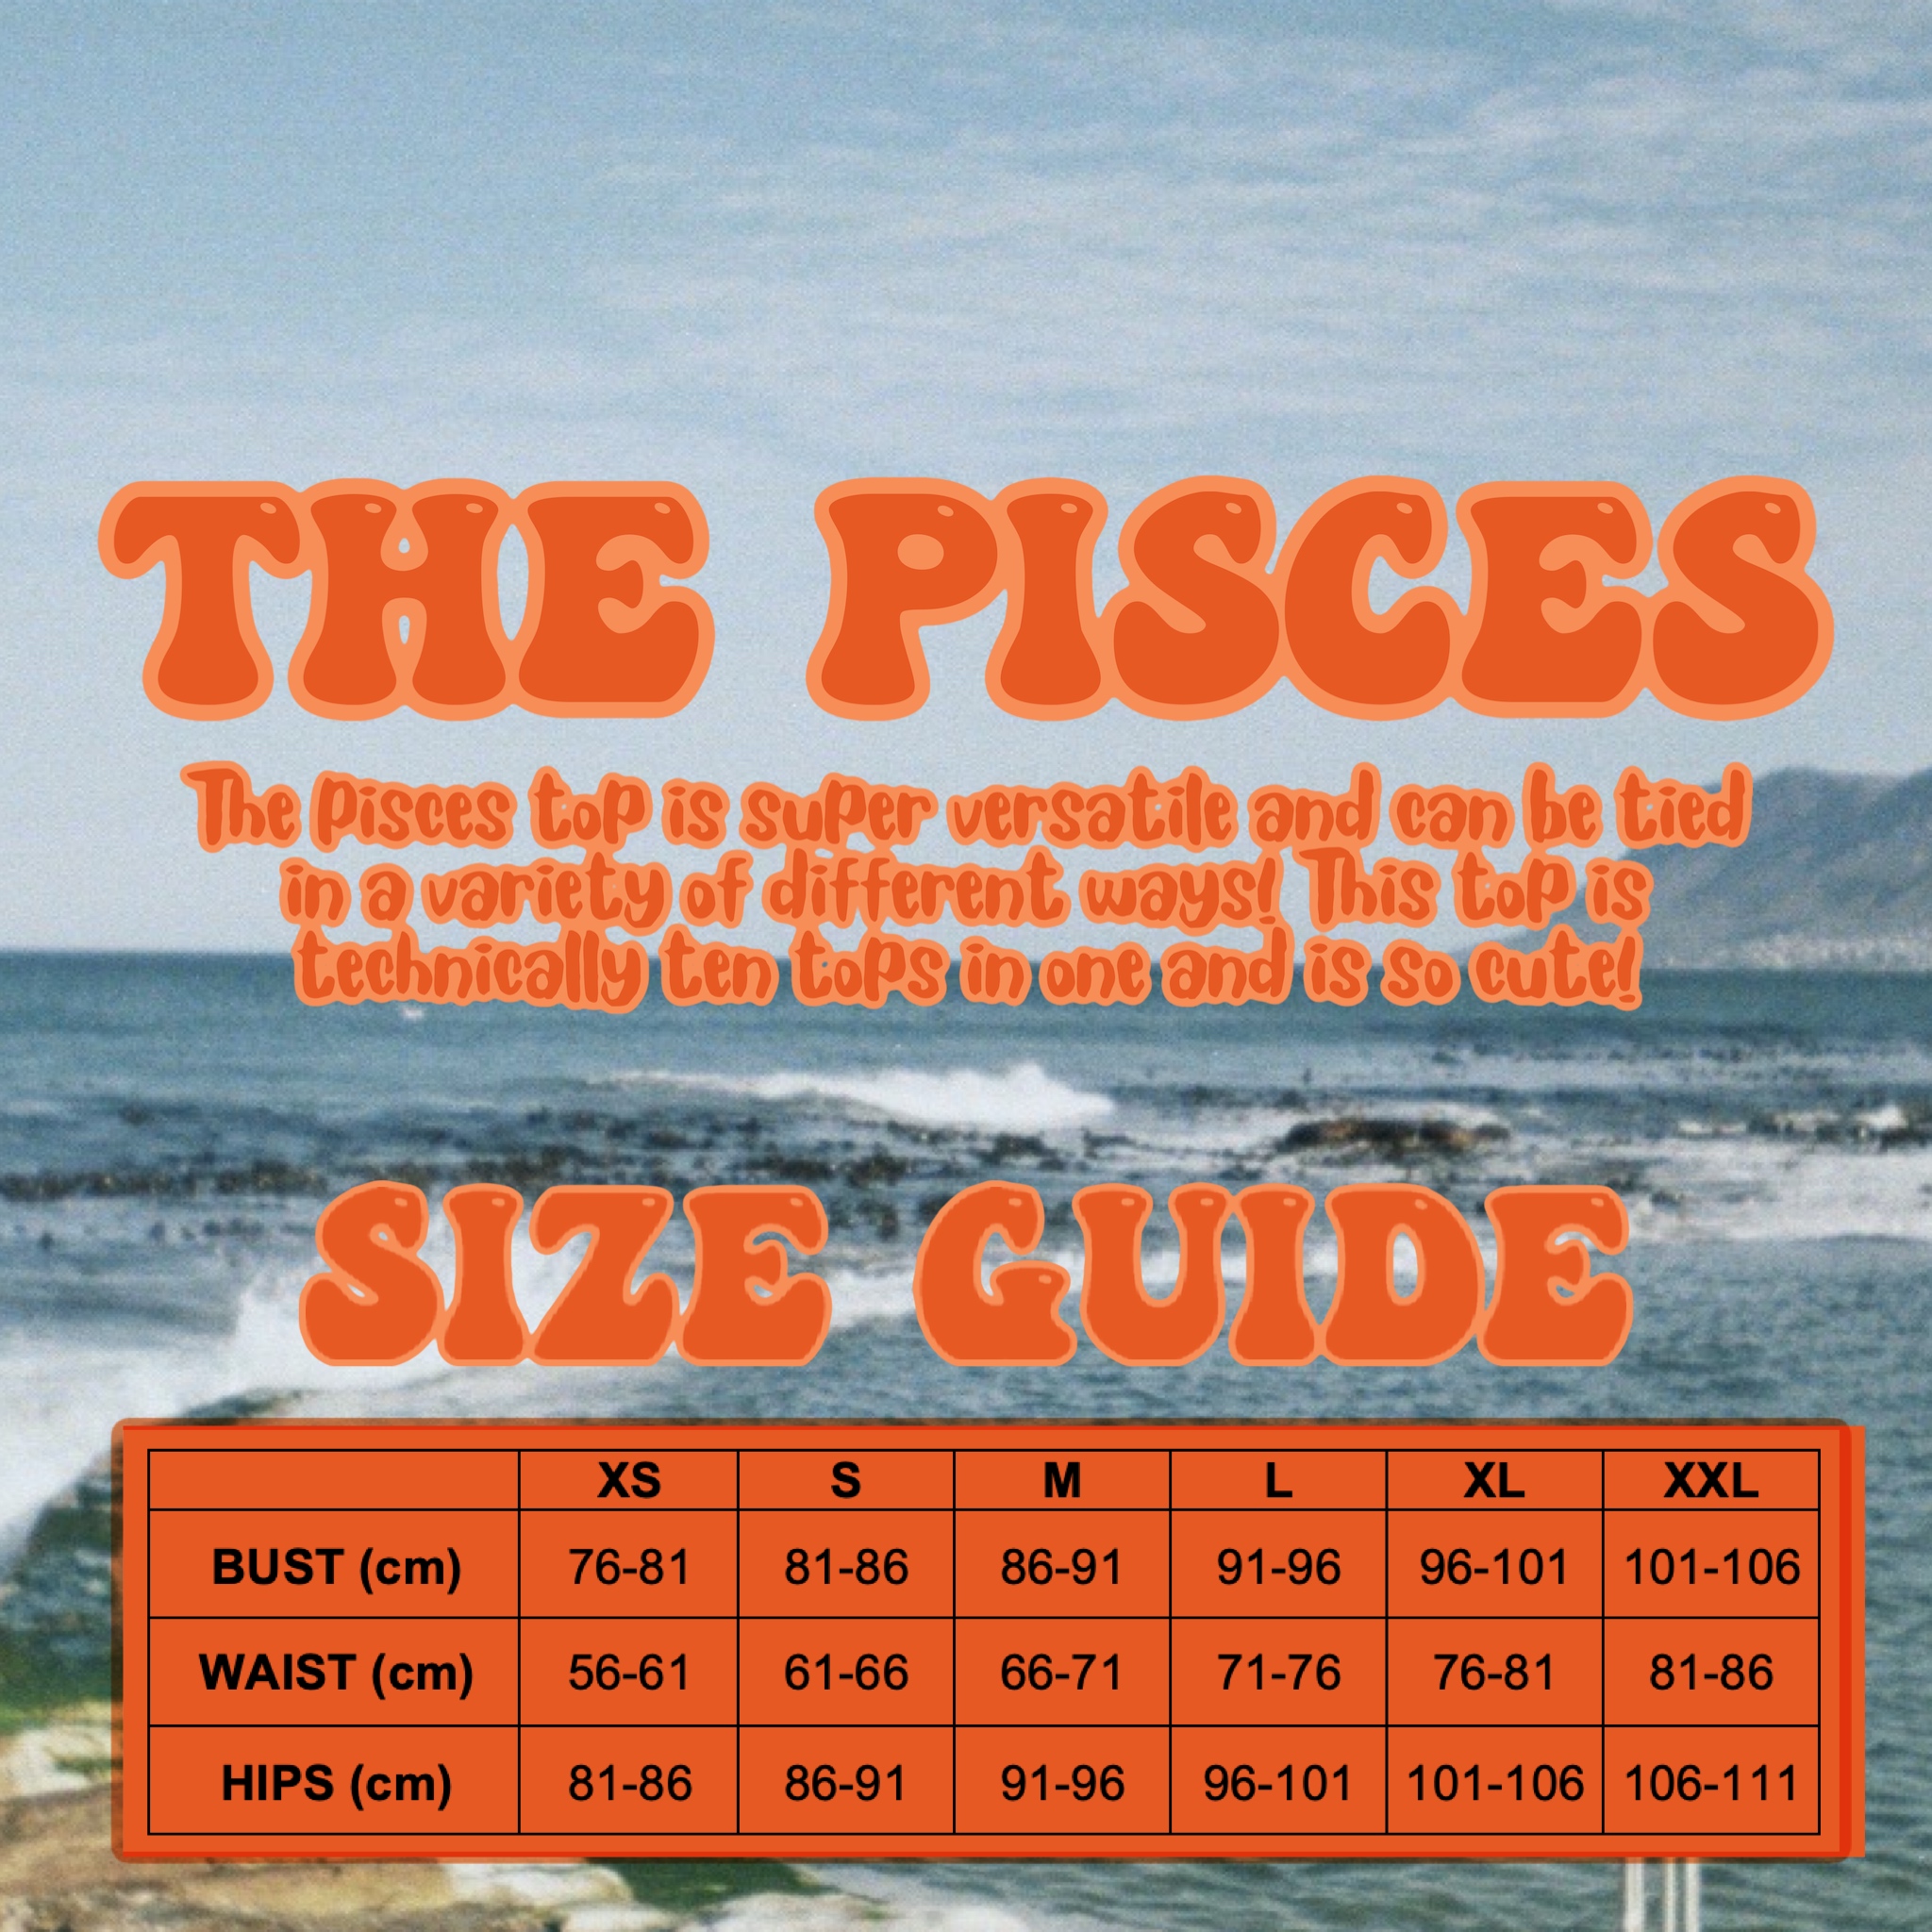 THE PISCES
The Pisces top is super versatile and can be tied
in a variety of different ways! This top is
technically ten tops in one and is so cute!
SIZE GUIDE
XS S M L XL XXL
BUST (cm) 76-81 81-86 86-91 91-96 96-101 101-106
WAIST (cm) 56-61 61-66 66-71 71-76 76-81 81-86
HIPS (cm) 81-86 86-91 91-96 96-101 101-106 106-111